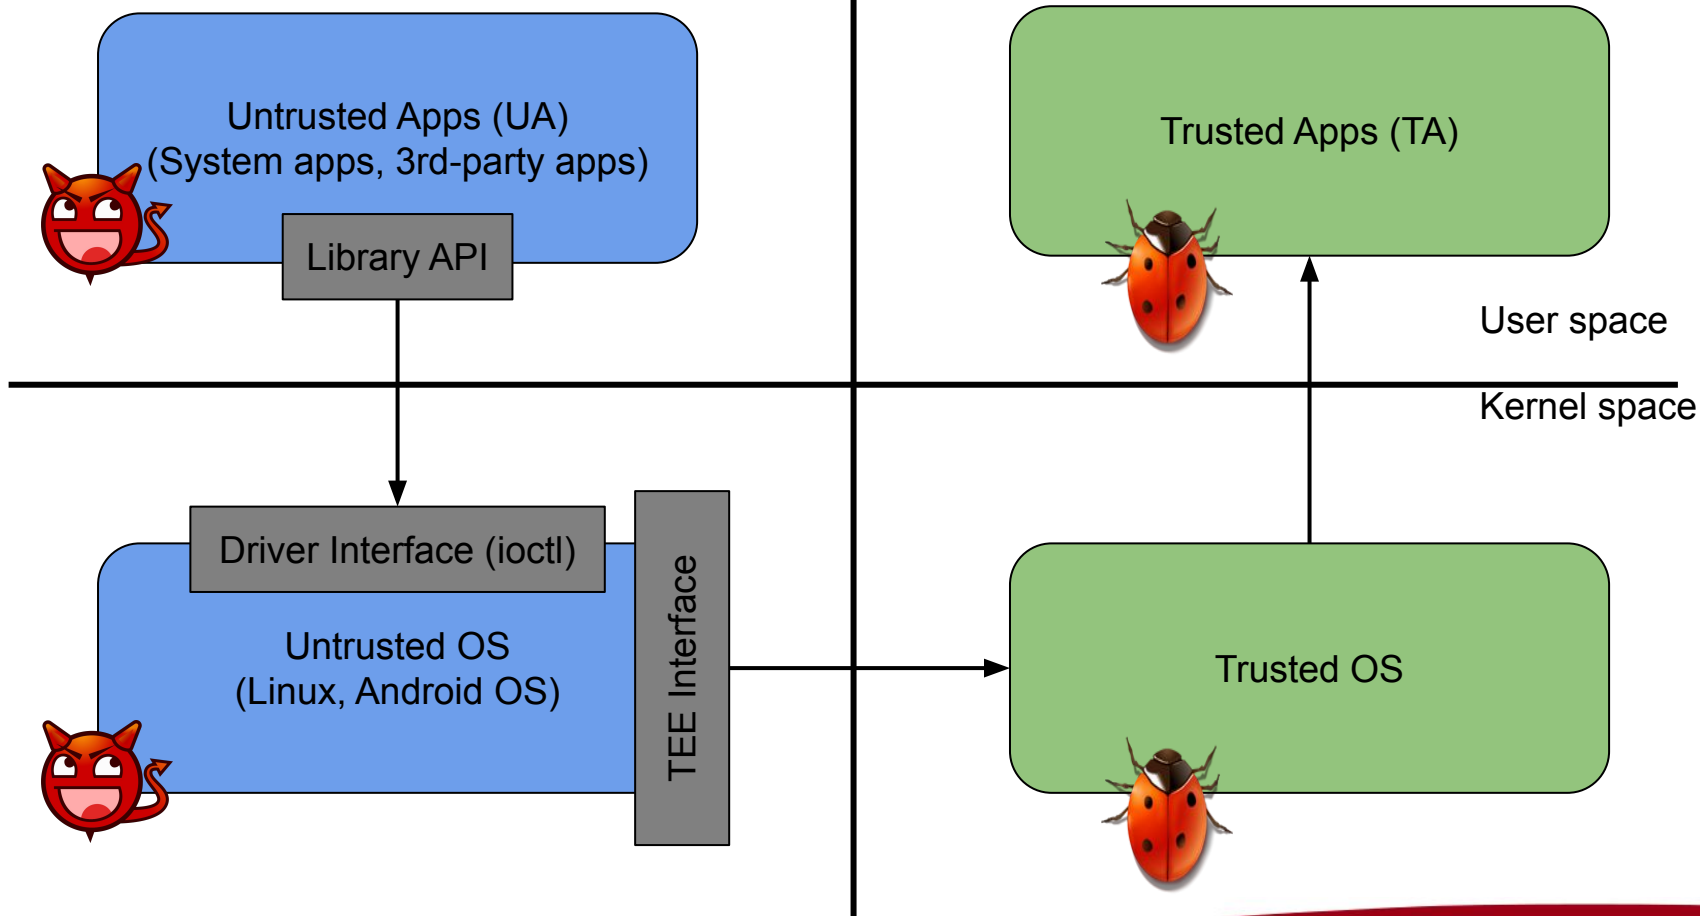 Untrusted Apps (UA)
(System apps, 3rd-party apps)
Library API
Trusted Apps (TA)
User space
Kernel space
Driver Interface (ioctl)
Untrusted OS
(Linux, Android OS)
TEE Interface
Trusted OS